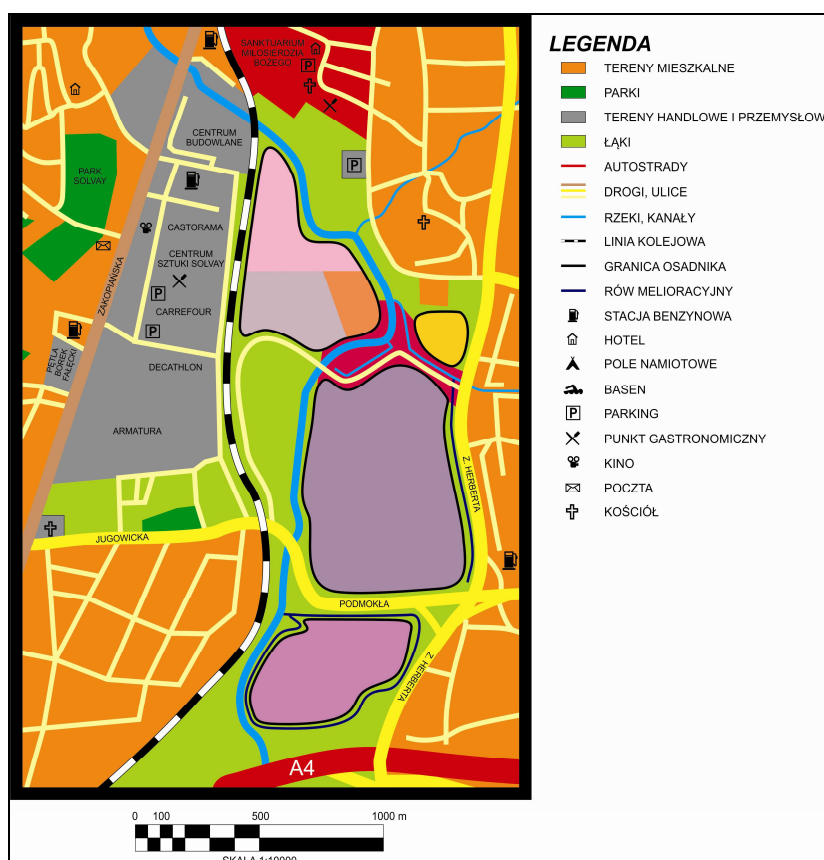 SANKTUARIUM
MIŁOSIERDZIA
BOŻEGO
P
CENTRUM
BUDOWLANE
P
PARK
SOLVAY
CASTORAMA
CENTRUM
SZTUKI SOLVAY
ZAKOPIAŃSKA
P
CARREFOUR
P
PĘTLA
BOREK
FAŁĘCKI
DECATHLON
ARMATURA
Z. HERBERTA
JUGOWICKA
PODMOKŁA
Z. HERBERTA
A4
LEGENDA
TERENY MIESZKALNE
PARKI
TERENY HANDLOWE I PRZEMYSŁOW
ŁĄKI
AUTOSTRADY
DROGI, ULICE
RZEKI, KANAŁY
LINIA KOLEJOWA
GRANICA OSADNIKA
RÓW MELIORACYJNY
STACJA BENZYNOWA
HOTEL
POLE NAMIOTOWE
BASEN
P PARKING
PUNKT GASTRONOMICZNY
KINO
POCZTA
KOŚCIÓŁ
0 100 500 1000 m
SKALA 1:10000